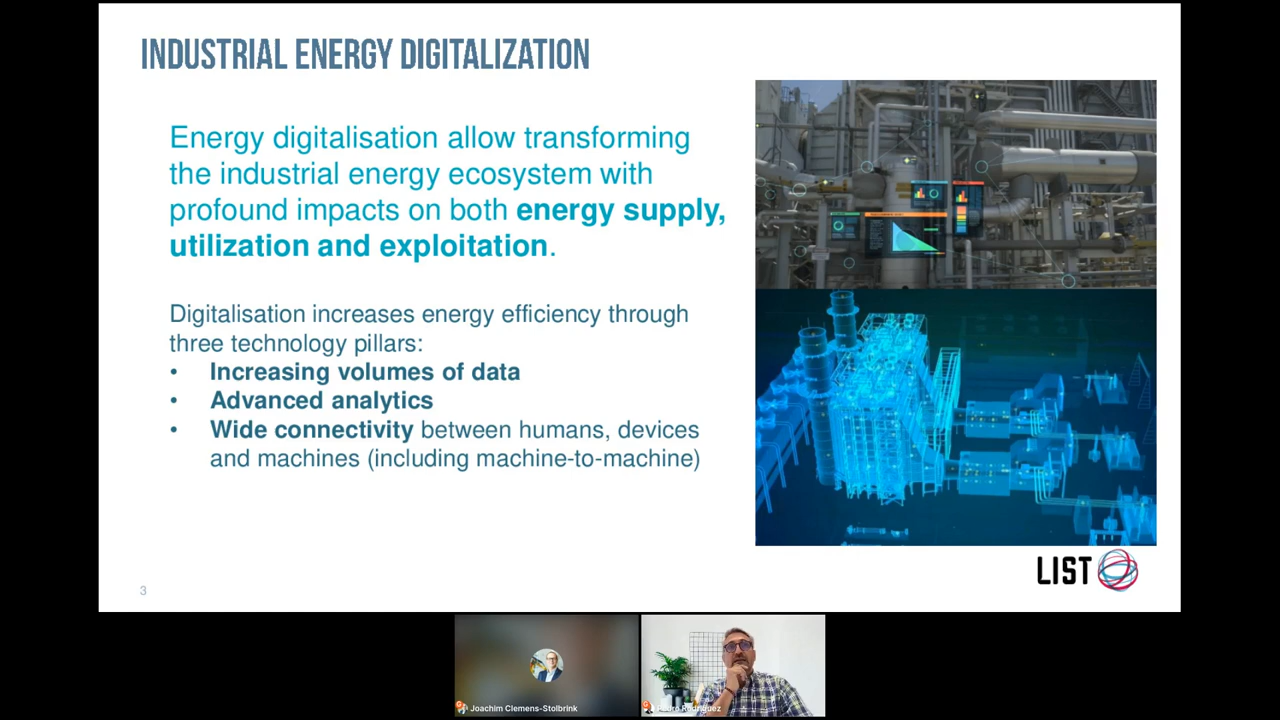 INDUSTRIAL ENERGY DIGITALIZATION
Energy digitalisation allow transforming
the industrial energy ecosystem with
profound impacts on both energy supply,
utilization and exploitation.
Digitalisation increases energy efficiency through
three technology pillars:
• Increasing volumes of data
• Advanced analytics
• Wide connectivity between humans, devices
and machines (including machine-to-machine)
LIST
3
Joachim Clemens-Stolbrink
Pedro Rodriguez